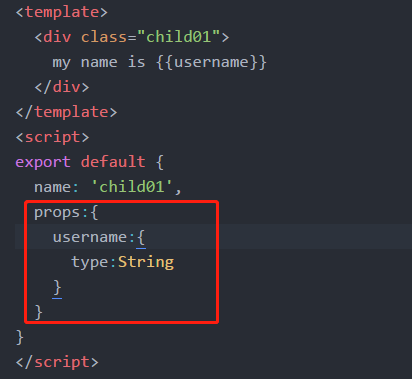 <template>
  <div class="child01">
    my name is {{username}}
  </div>
</template>
<script>
export default {
  name: 'child01',
  props:{
    username:{
      type:String
    }
  }
}
</script>